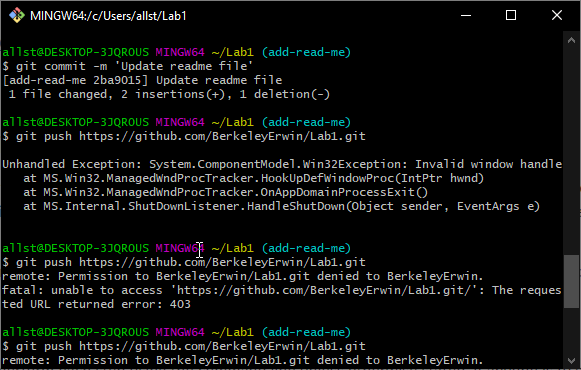 MINGW64:/c/Users/allst/Lab1
allst@DESKTOP-3JQROUS MINGW64 ~/Lab1 (add-read-me)
$ git commit -m 'Update readme file'
[add-read-me 2ba9015] Update readme file
 1 file changed, 2 insertions(+), 1 deletion(-)
allst@DESKTOP-3JQROUS MINGW64 ~/Lab1 (add-read-me)
$ git push https://github.com/BerkeleyErwin/Lab1.git
Unhandled Exception: System.ComponentModel.Win32Exception: Invalid window handle
   at MS.Win32.ManagedWndProcTracker.HookUpDefWindowProc(IntPtr hwnd)
   at MS.Win32.ManagedWndProcTracker.OnAppDomainProcessExit()
   at MS.Internal.ShutDownListener.HandleShutDown(Object sender, EventArgs e)
allst@DESKTOP-3JQROUS MINGW64 ~/Lab1 (add-read-me)
$ git push https://github.com/BerkeleyErwin/Lab1.git
remote: Permission to BerkeleyErwin/Lab1.git denied to BerkeleyErwin.
fatal: unable to access 'https://github.com/BerkeleyErwin/Lab1.git/': The reques
ted URL returned error: 403
allst@DESKTOP-3JQROUS MINGW64 ~/Lab1 (add-read-me)
$ git push https://github.com/BerkeleyErwin/Lab1.git
remote: Permission to BerkeleyErwin/Lab1.git denied to BerkeleyErwin.